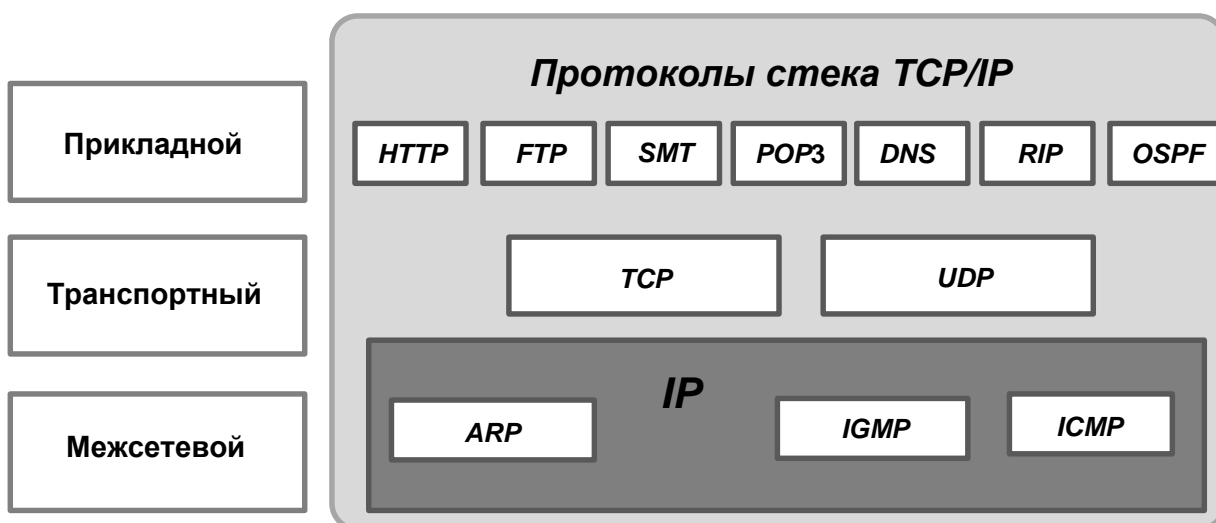 Протоколы стека TCP/IP
Прикладной
HTTP FTP SMT POP3 DNS RIP OSPF
Транспортный
TCP UDP
IP
Межсетевой
ARP IGMP ICMP